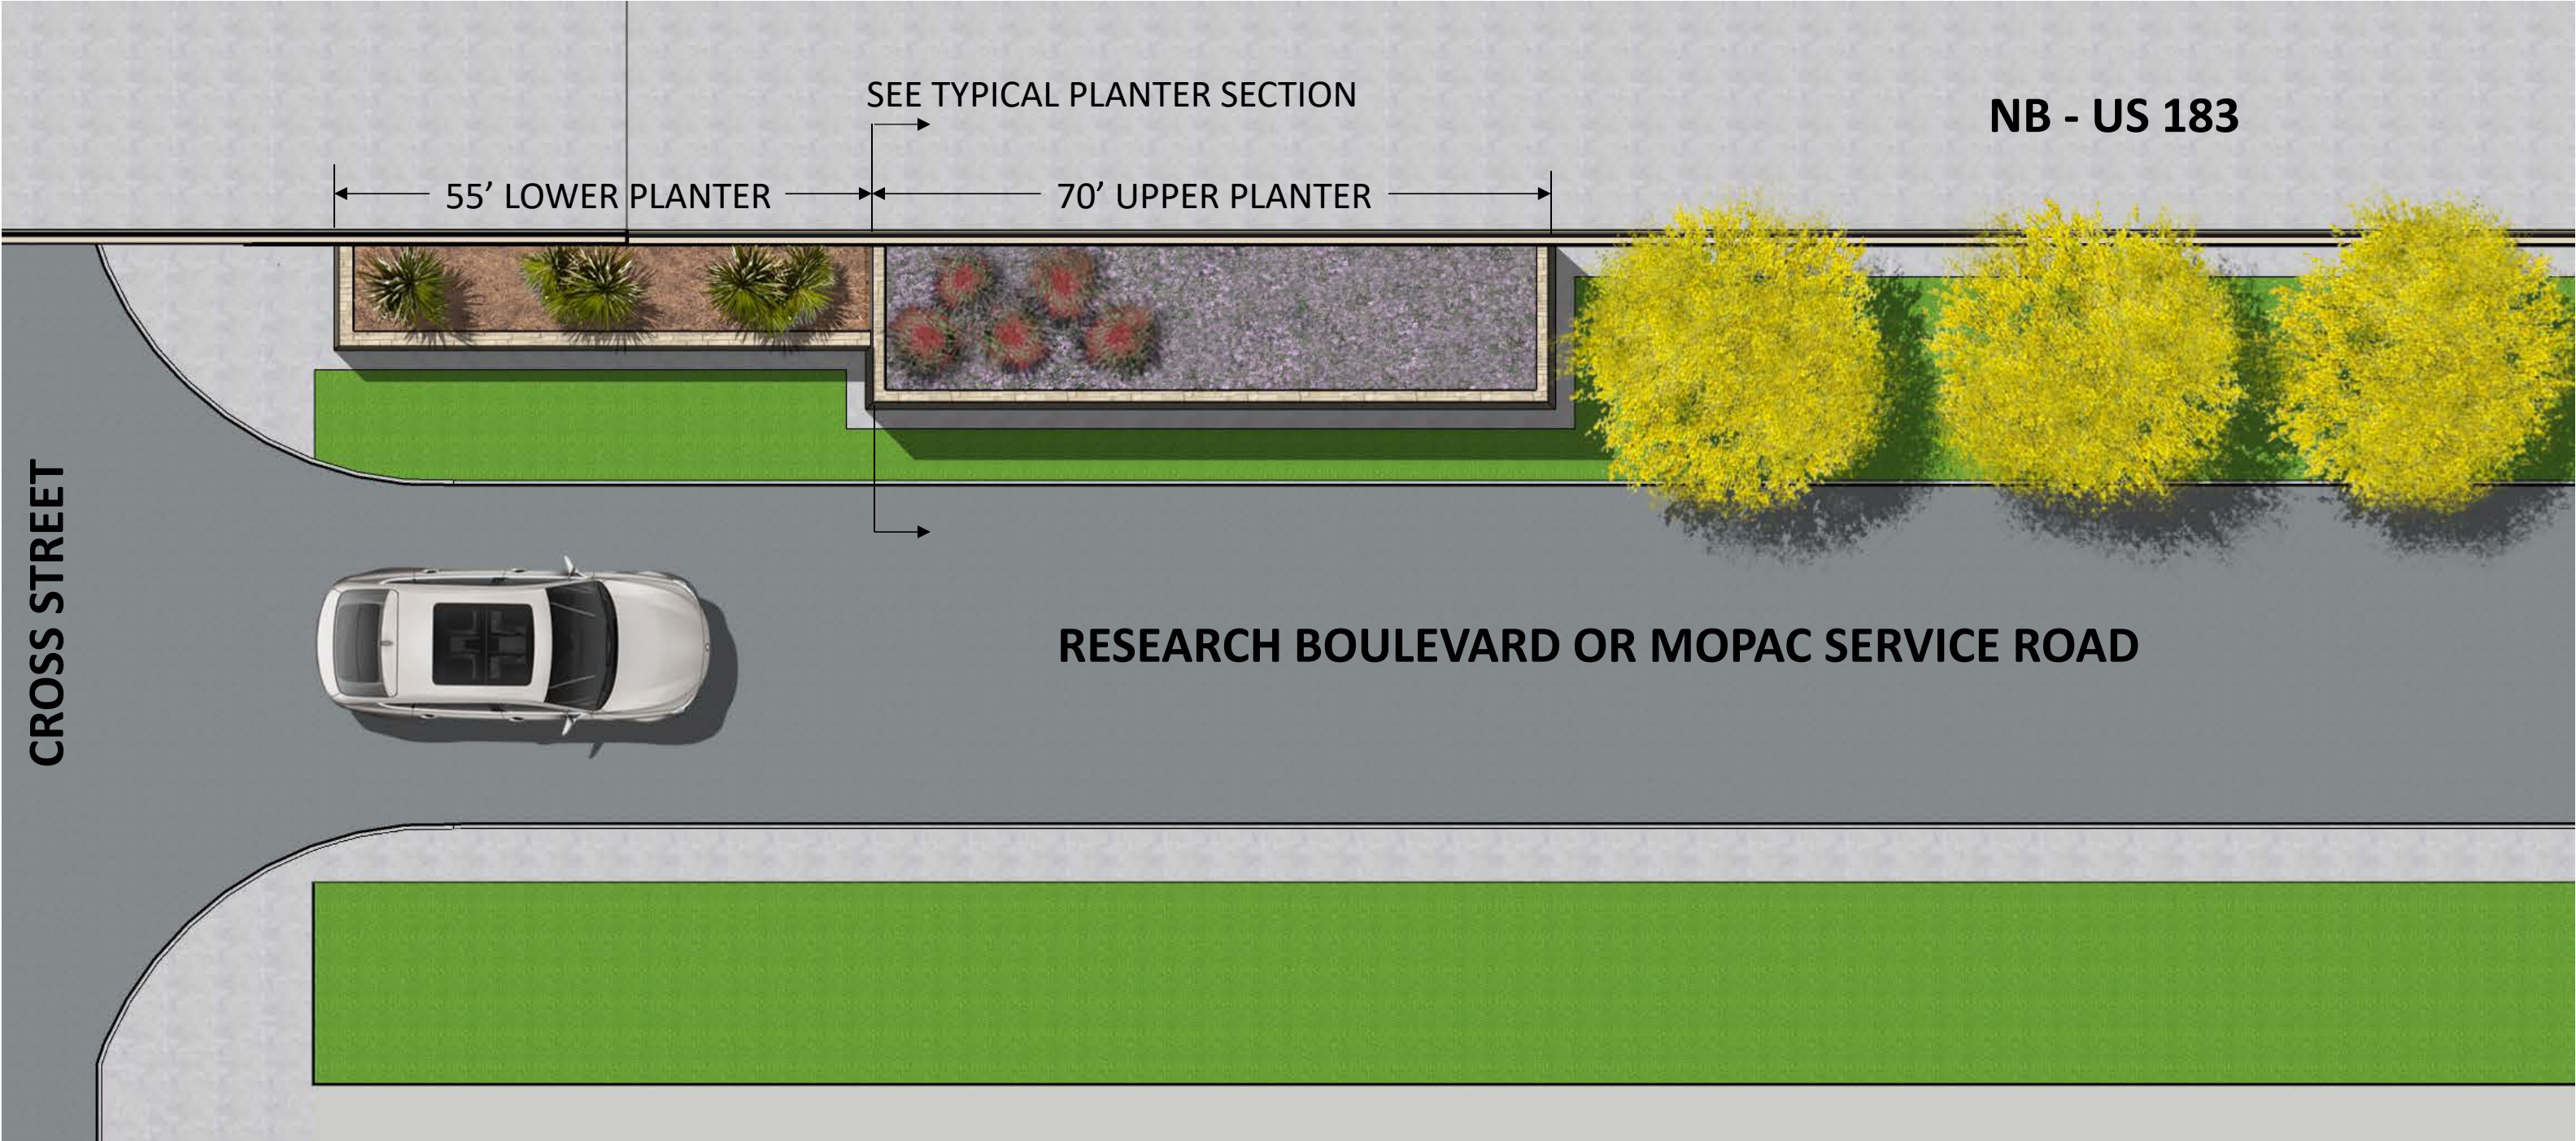 SEE TYPICAL PLANTER SECTION
NB - US 183
55’ LOWER PLANTER
70’ UPPER PLANTER
CROSS STREET
RESEARCH BOULEVARD OR MOPAC SERVICE ROAD